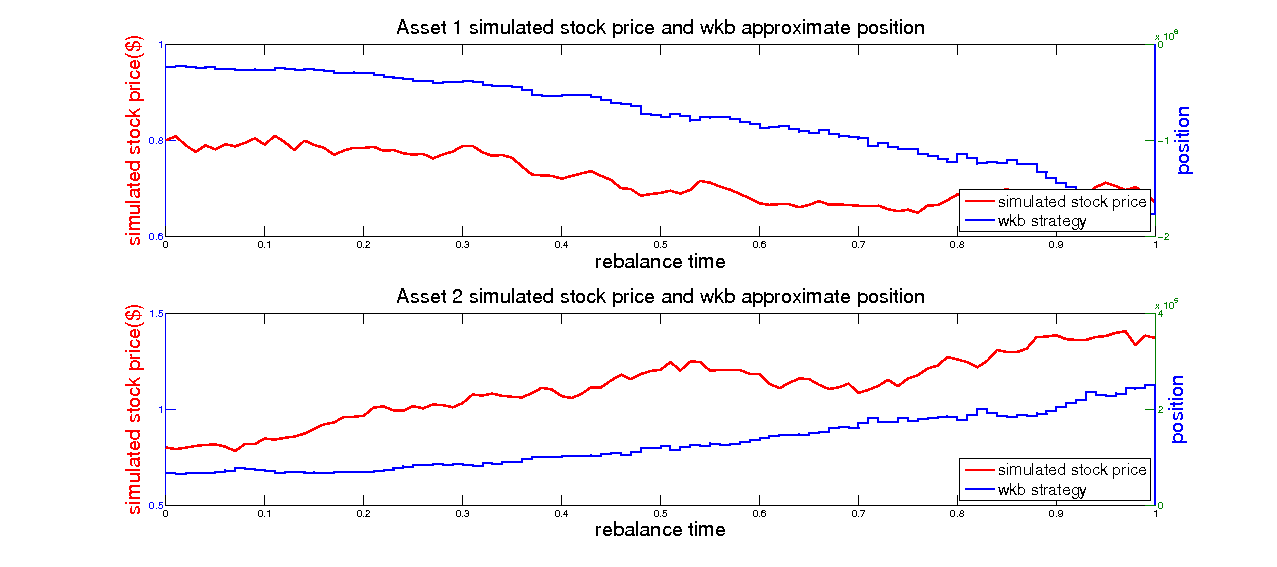 Asset 1 simulated stock price and wkb approximate position
x 10⁶
1
0.8
0.6
simulated stock price($)
0
-1
-2
position
simulated stock price
wkb strategy
0 0.1 0.2 0.3 0.4 0.5 0.6 0.7 0.8 0.9 1
rebalance time
Asset 2 simulated stock price and wkb approximate position
x 10⁵
1.5
1
0.5
simulated stock price($)
4
2
0
position
simulated stock price
wkb strategy
0 0.1 0.2 0.3 0.4 0.5 0.6 0.7 0.8 0.9 1
rebalance time